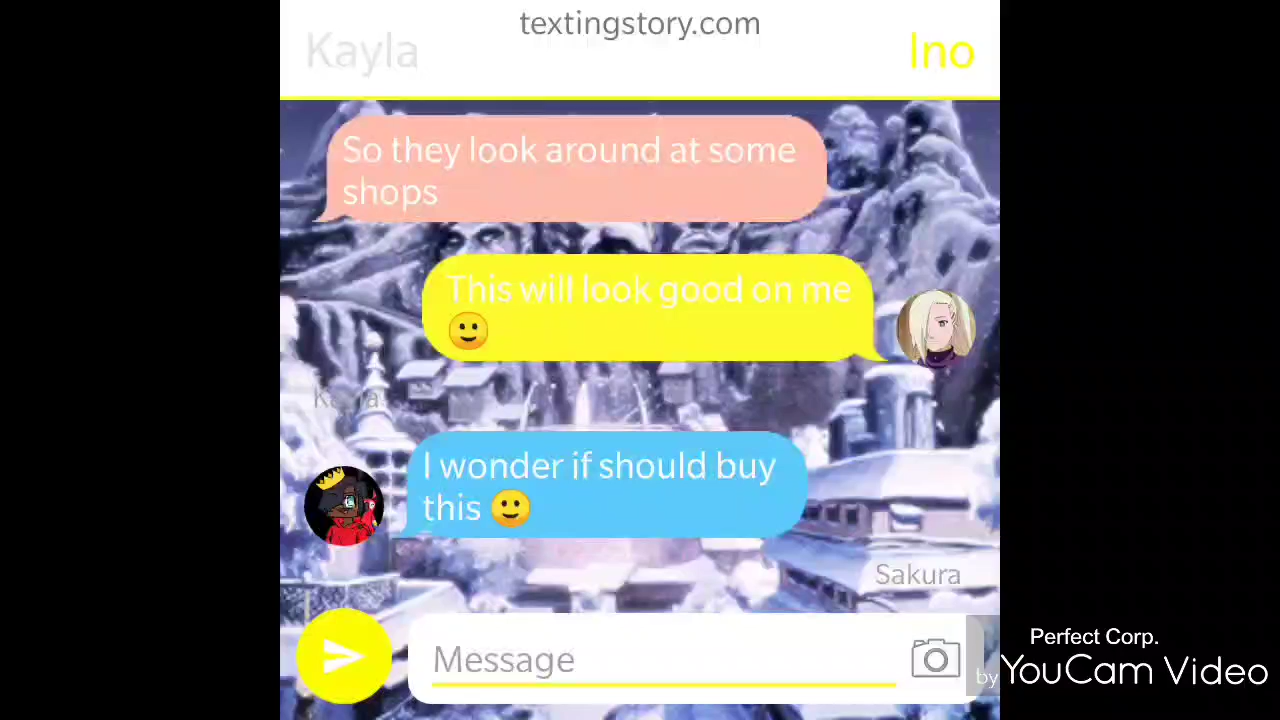 textingstory.com
Kayla
Ino
So they look around at some
shops
This will look good on me
🙂
Kayla
I wonder if should buy
this 🙂
Sakura
Message
Perfect Corp.
by YouCam Video